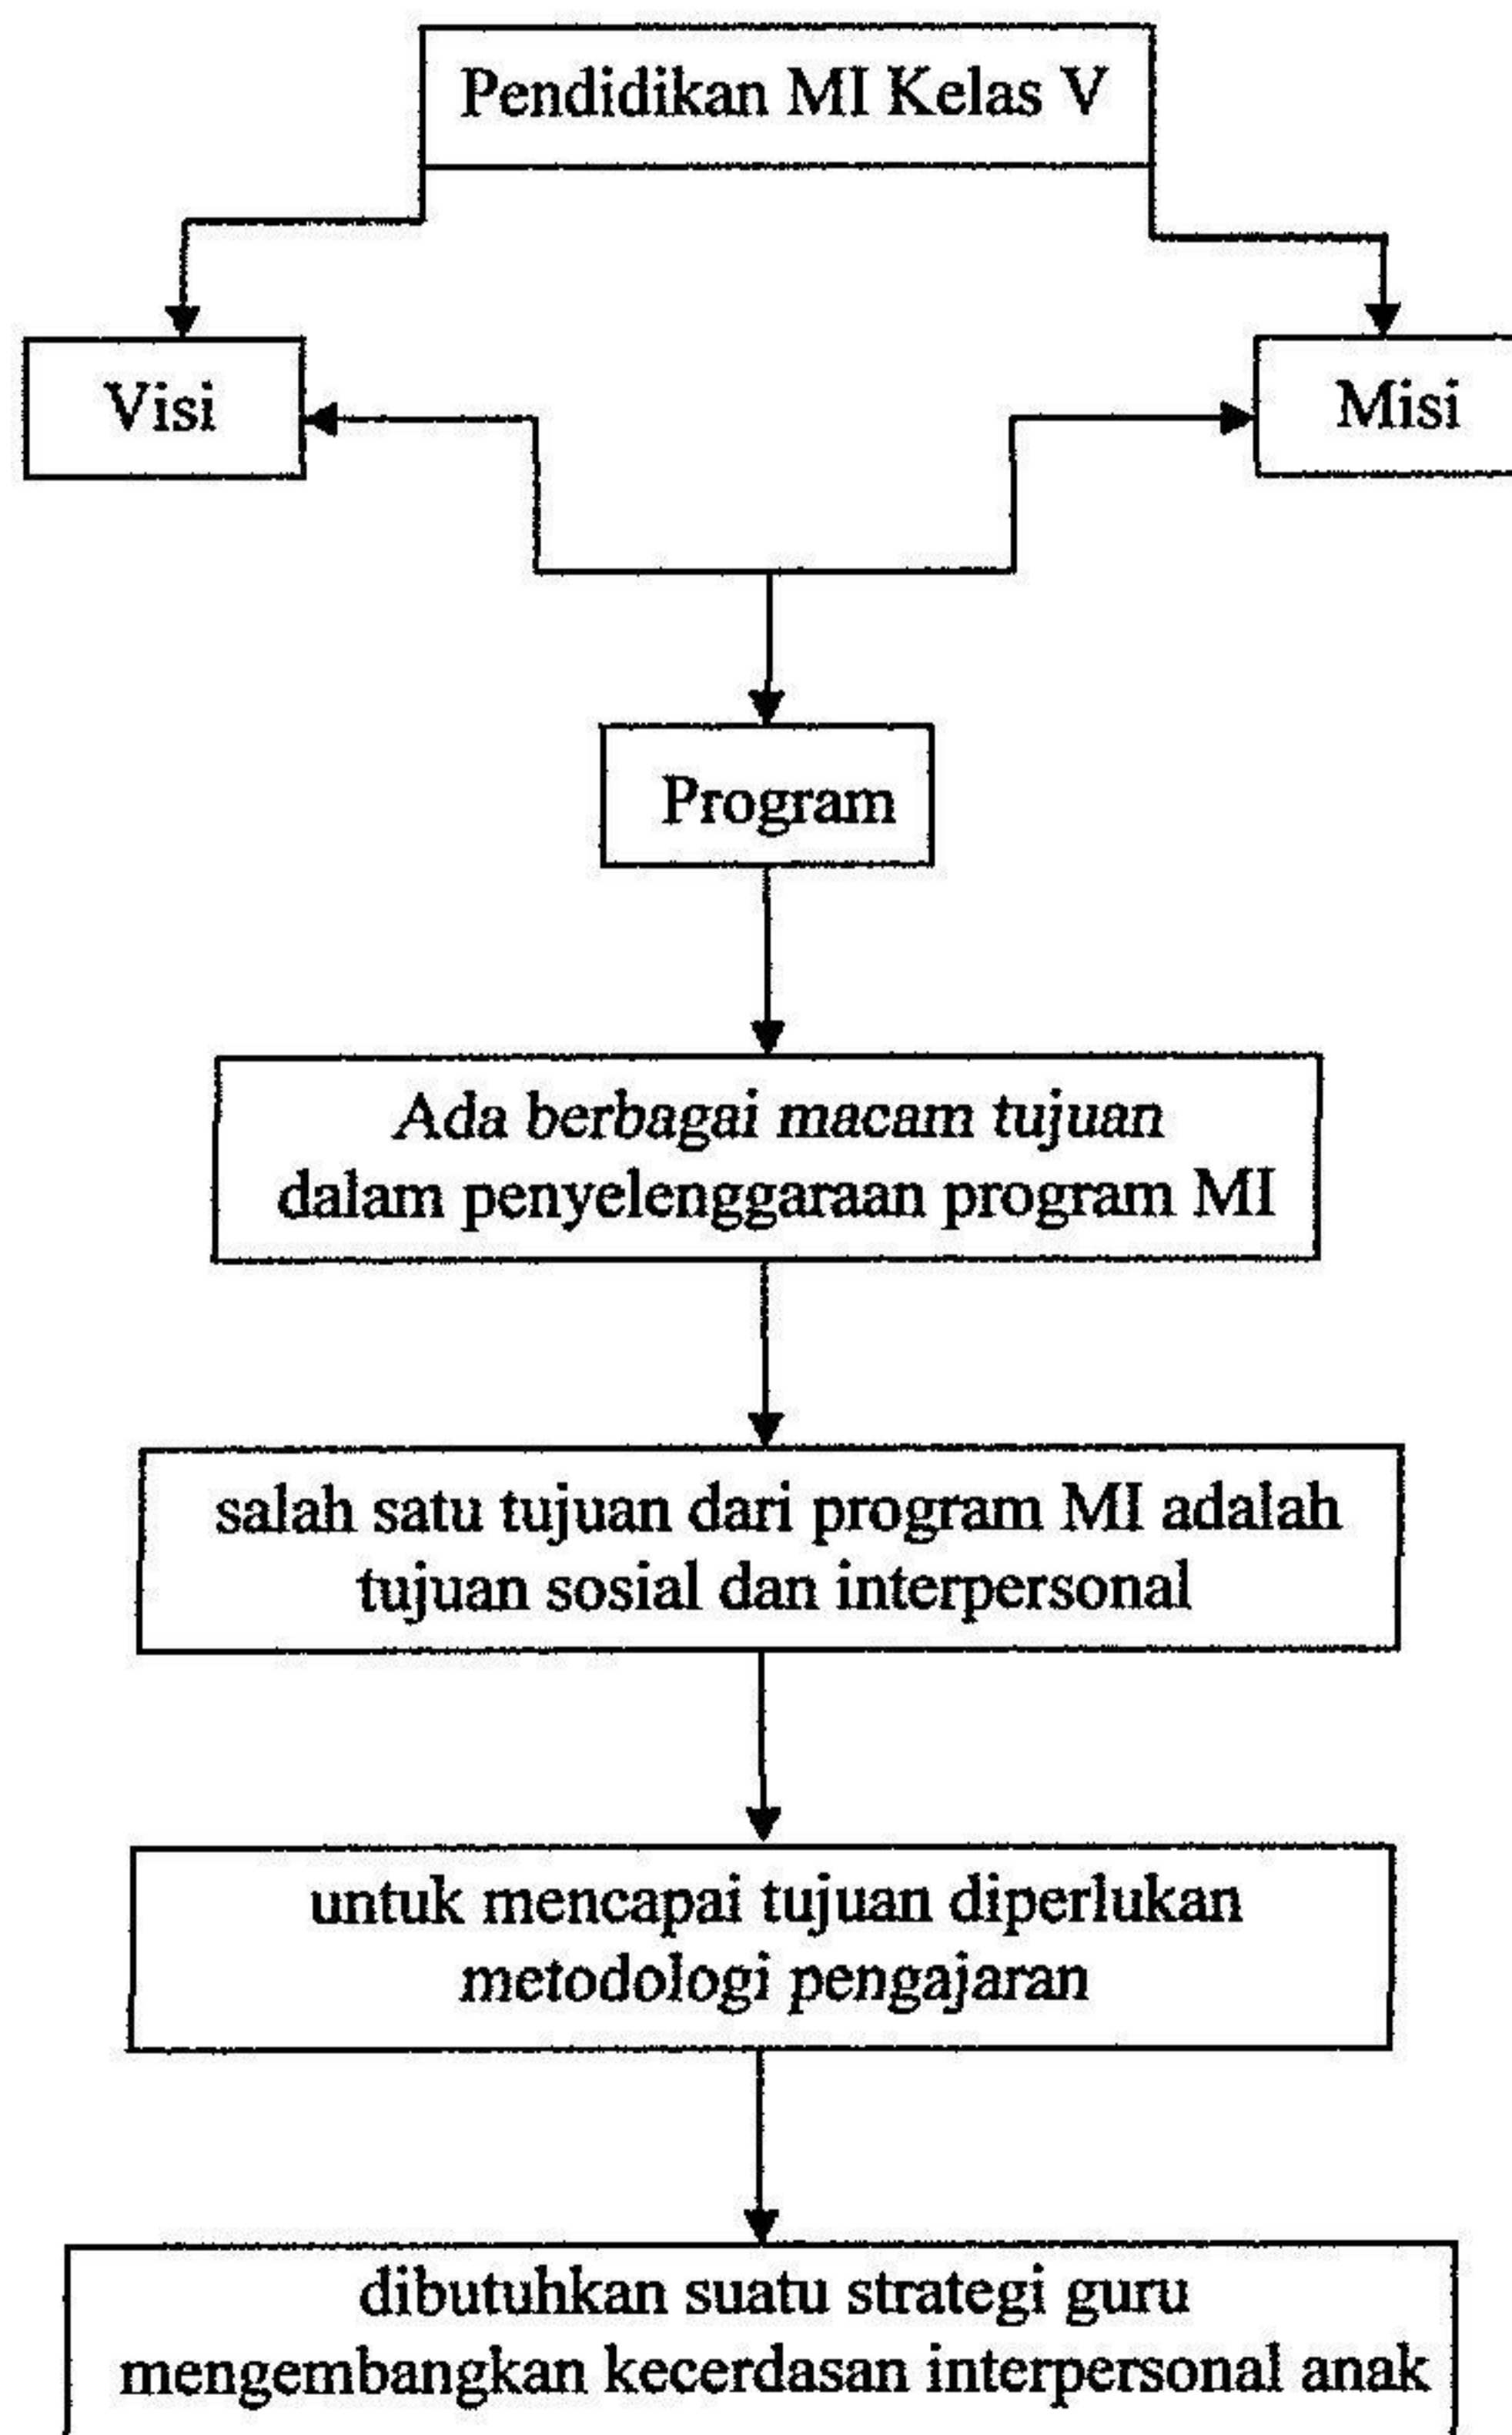 Pendidikan MI Kelas V
Visi
Misi
Program
Ada berbagai macam tujuan
dalam penyelenggaraan program MI
salah satu tujuan dari program MI adalah
tujuan sosial dan interpersonal
untuk mencapai tujuan diperlukan
metodologi pengajaran
dibutuhkan suatu strategi guru
mengembangkan kecerdasan interpersonal anak